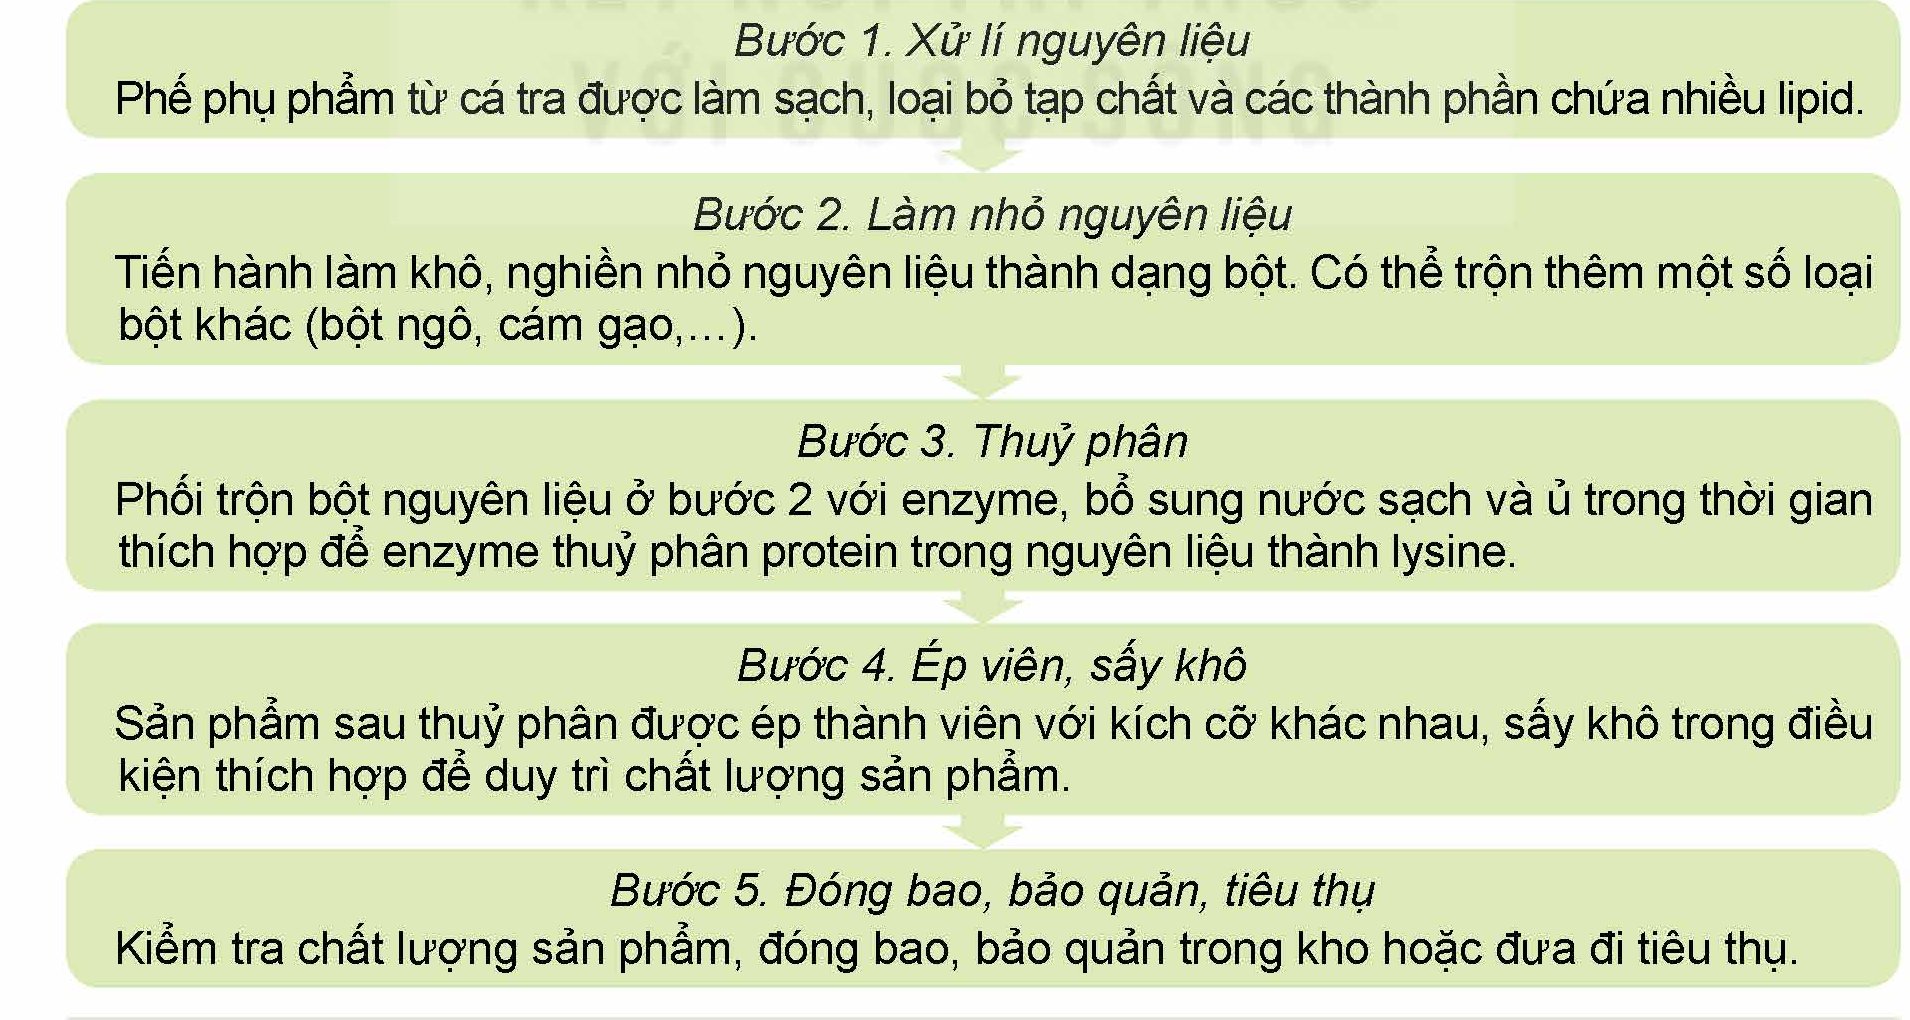 Bước 1. Xử lí nguyên liệu
Phế phụ phẩm từ cá tra được làm sạch, loại bỏ tạp chất và các thành phần chứa nhiều lipid.
Bước 2. Làm nhỏ nguyên liệu
Tiến hành làm khô, nghiền nhỏ nguyên liệu thành dạng bột. Có thể trộn thêm một số loại
bột khác (bột ngô, cám gạo,...).
Bước 3. Thuỷ phân
Phối trộn bột nguyên liệu ở bước 2 với enzyme, bổ sung nước sạch và ủ trong thời gian
thích hợp để enzyme thuỷ phân protein trong nguyên liệu thành lysine.
Bước 4. Ép viên, sấy khô
Sản phẩm sau thuỷ phân được ép thành viên với kích cỡ khác nhau, sấy khô trong điều
kiện thích hợp để duy trì chất lượng sản phẩm.
Bước 5. Đóng bao, bảo quản, tiêu thụ
Kiểm tra chất lượng sản phẩm, đóng bao, bảo quản trong kho hoặc đưa đi tiêu thụ.